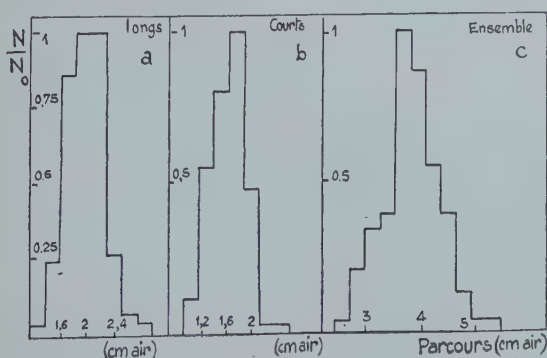 N/N₀
1
0,75
0,6
0,25
longs
a
1,6 2 2,4
(cm air)
1
0,5
Courts
b
1,2 1,6 2
(cm air)
1
0.5
Ensemble
c
3 4 5
Parcours (cm air)